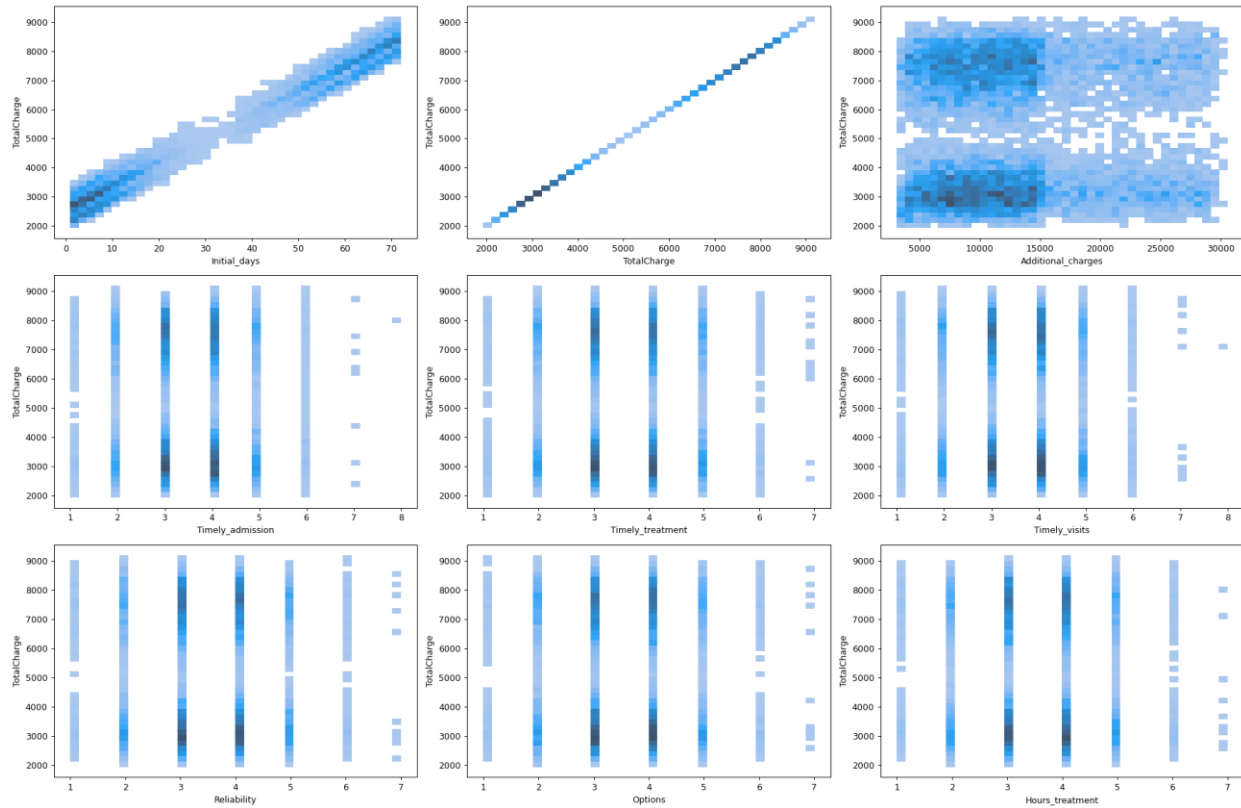 9000
8000
7000
6000
5000
4000
3000
2000
TotalCharge
0 10 20 30 40 50 60 70
Initial_days
9000
8000
7000
6000
5000
4000
3000
2000
TotalCharge
2000 3000 4000 5000 6000 7000 8000 9000
TotalCharge
9000
8000
7000
6000
5000
4000
3000
2000
TotalCharge
5000 10000 15000 20000 25000 30000
Additional_charges
9000
8000
7000
6000
5000
4000
3000
2000
TotalCharge
1 2 3 4 5 6 7 8
Timely_admission
9000
8000
7000
6000
5000
4000
3000
2000
TotalCharge
1 2 3 4 5 6 7
Timely_treatment
9000
8000
7000
6000
5000
4000
3000
2000
TotalCharge
1 2 3 4 5 6 7 8
Timely_visits
9000
8000
7000
6000
5000
4000
3000
2000
TotalCharge
1 2 3 4 5 6 7
Reliability
9000
8000
7000
6000
5000
4000
3000
2000
TotalCharge
1 2 3 4 5 6 7
Options
9000
8000
7000
6000
5000
4000
3000
2000
TotalCharge
1 2 3 4 5 6 7
Hours_treatment